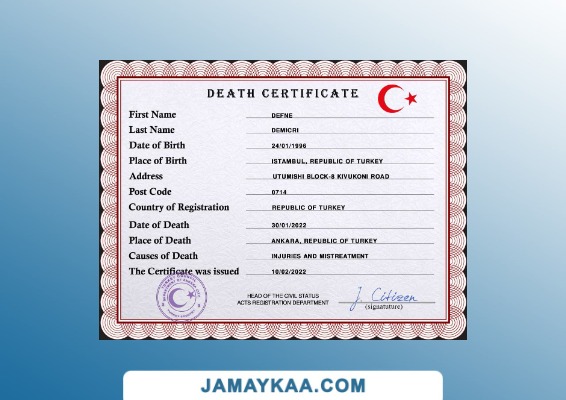 DEATH CERTIFICATE
First Name DEFNE
Last Name DEMICRI
Date of Birth 24/01/1996
Place of Birth ISTAMBUL, REPUBLIC OF TURKEY
Address UTUMISHI BLOCK-8 KIVUKONI ROAD
Post Code 0714
Country of Registration REPUBLIC OF TURKEY
Date of Death 30/01/2022
Place of Death ANKARA, REPUBLIC OF TURKEY
Causes of Death INJURIES AND MISTREATMENT
The Certificate was issued 10/02/2022
HEAD OF THE CIVIL STATUS
ACTS REGISTRATION DEPARTMENT
J. Citizen
(siganature)
JAMAYKAA.COM